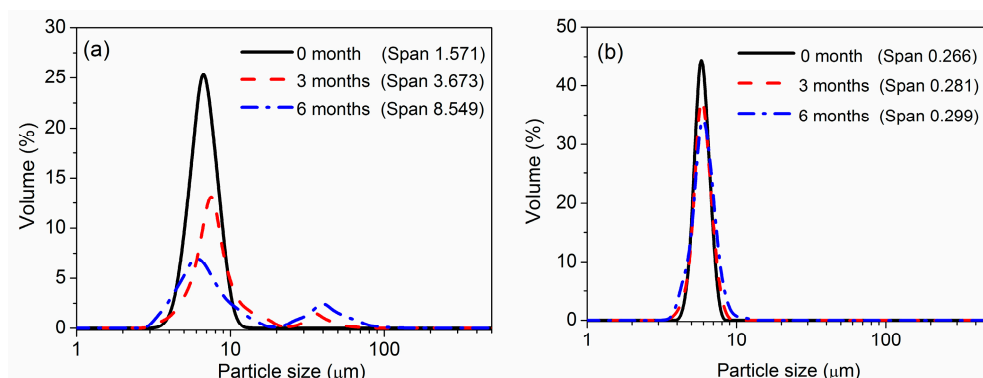 (a)
0 month (Span 1.571)
3 months (Span 3.673)
6 months (Span 8.549)
30
25
20
15
10
5
0
Volume (%)
1
10
100
Particle size (μm)
(b)
0 month (Span 0.266)
3 months (Span 0.281)
6 months (Span 0.299)
50
40
30
20
10
0
Volume (%)
1
10
100
Particle size (μm)